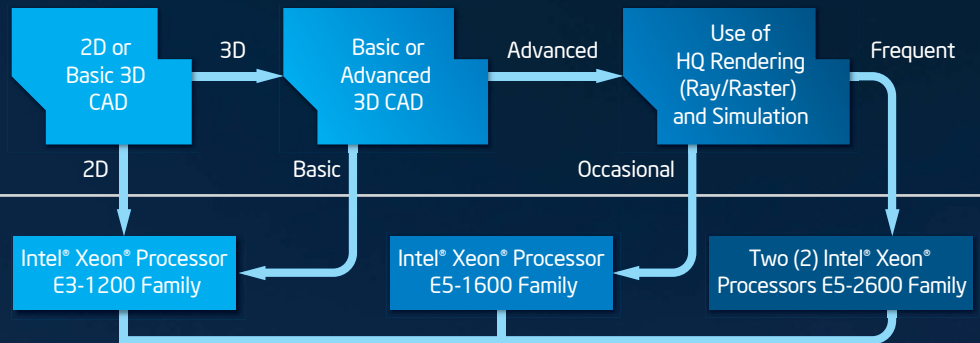 2D or
Basic 3D
CAD
3D
Basic or
Advanced
3D CAD
Advanced
Use of
HQ Rendering
(Ray/Raster)
and Simulation
Frequent
2D
Basic
Occasional
Intel® Xeon® Processor
E3-1200 Family
Intel® Xeon® Processor
E5-1600 Family
Two (2) Intel® Xeon®
Processors E5-2600 Family